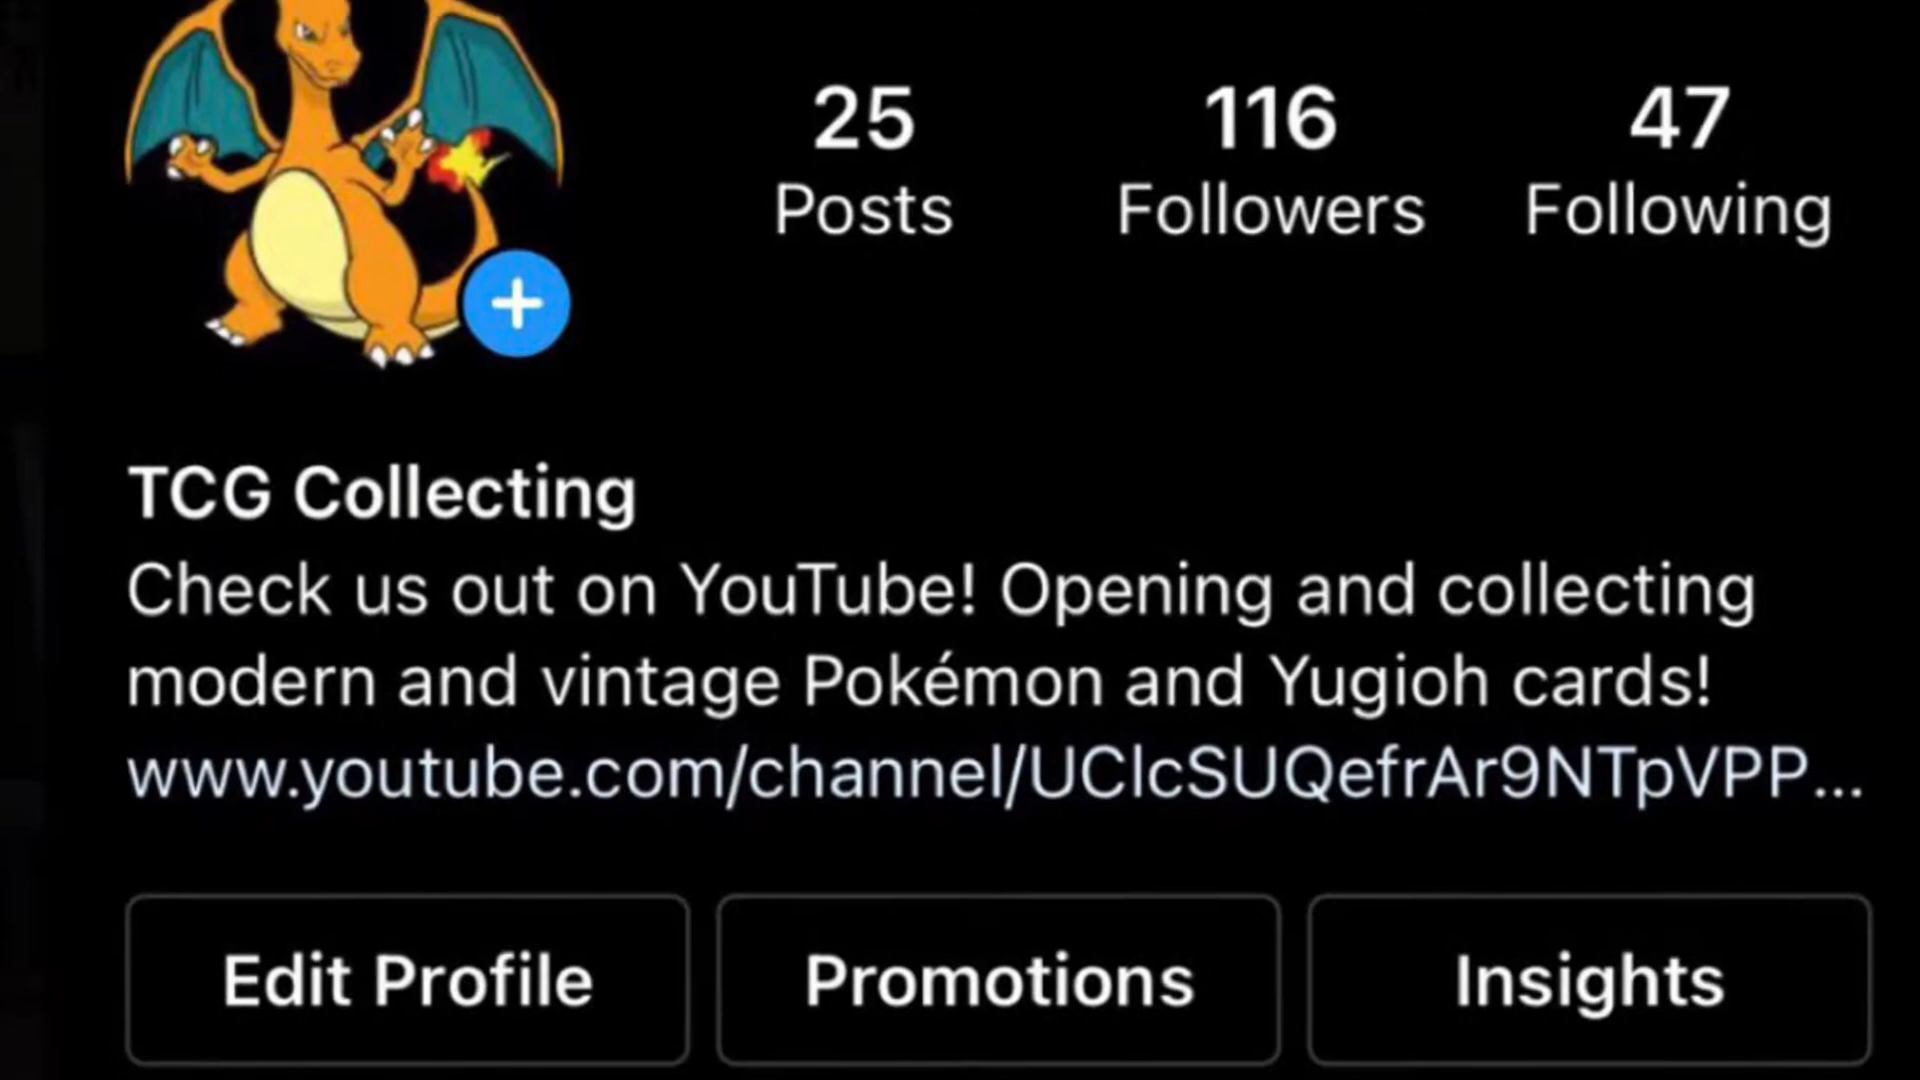 25 116 47
Posts Followers Following
TCG Collecting
Check us out on YouTube! Opening and collecting
modern and vintage Pokémon and Yugioh cards!
www.youtube.com/channel/UClcSUQefrAr9NTpVPP...
Edit Profile Promotions Insights